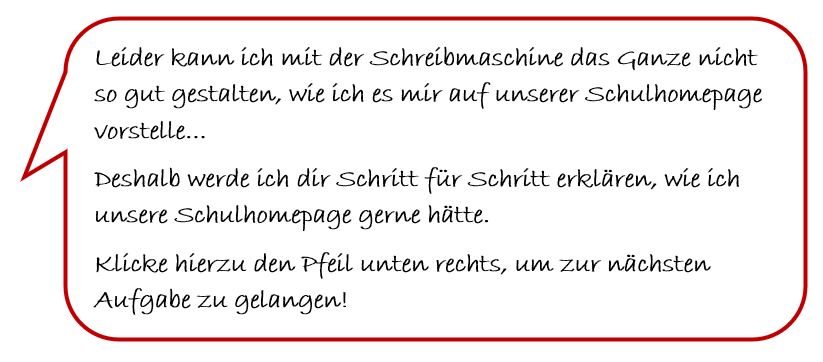 Leider kann ich mit der Schreibmaschine das Ganze nicht
so gut gestalten, wie ich es mir auf unserer Schulhomepage
vorstelle...
Deshalb werde ich dir Schritt für Schritt erklären, wie ich
unsere Schulhomepage gerne hätte.
Klicke hierzu den Pfeil unten rechts, um zur nächsten
Aufgabe zu gelangen!